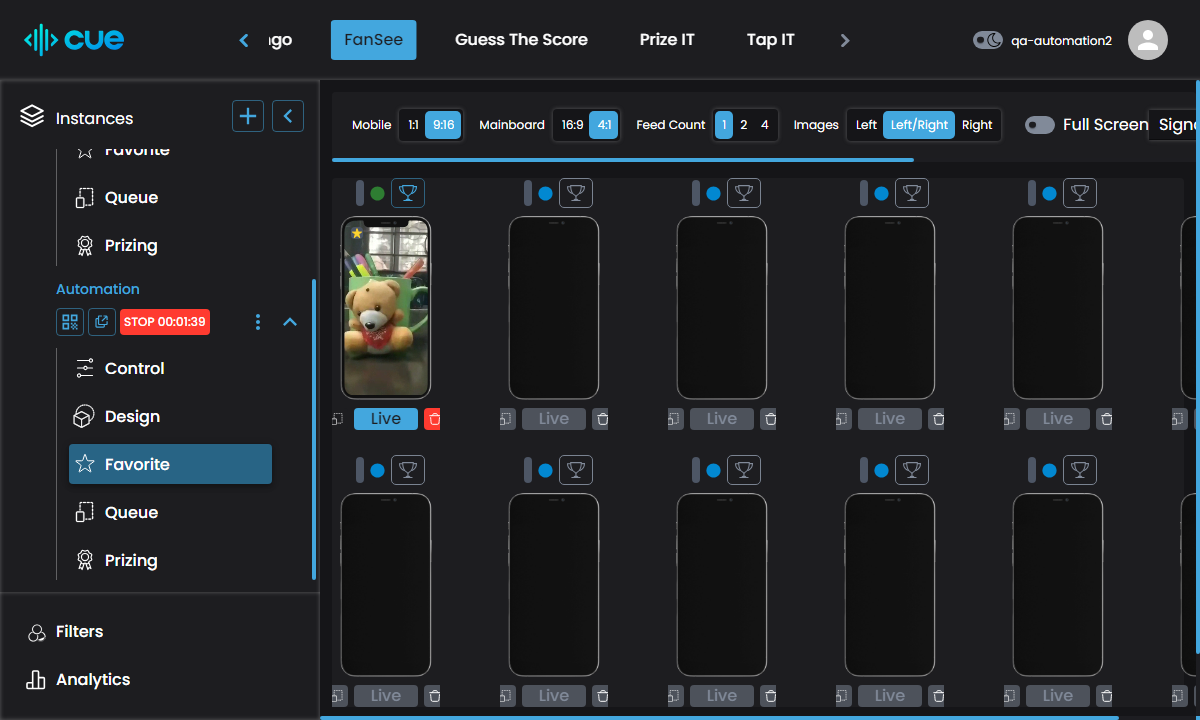 cue
FanSee
Guess The Score
Prize IT
Tap IT
qa-automation2
Instances
Favorite
Queue
Prizing
Automation
STOP 00:01:39
Control
Design
Favorite
Queue
Prizing
Filters
Analytics
Mobile 1:1 9:16 Mainboard 16:9 4:1 Feed Count 1 2 4 Images Left Left/Right Right Full Screen
Live Live Live Live Live
Live Live Live Live Live